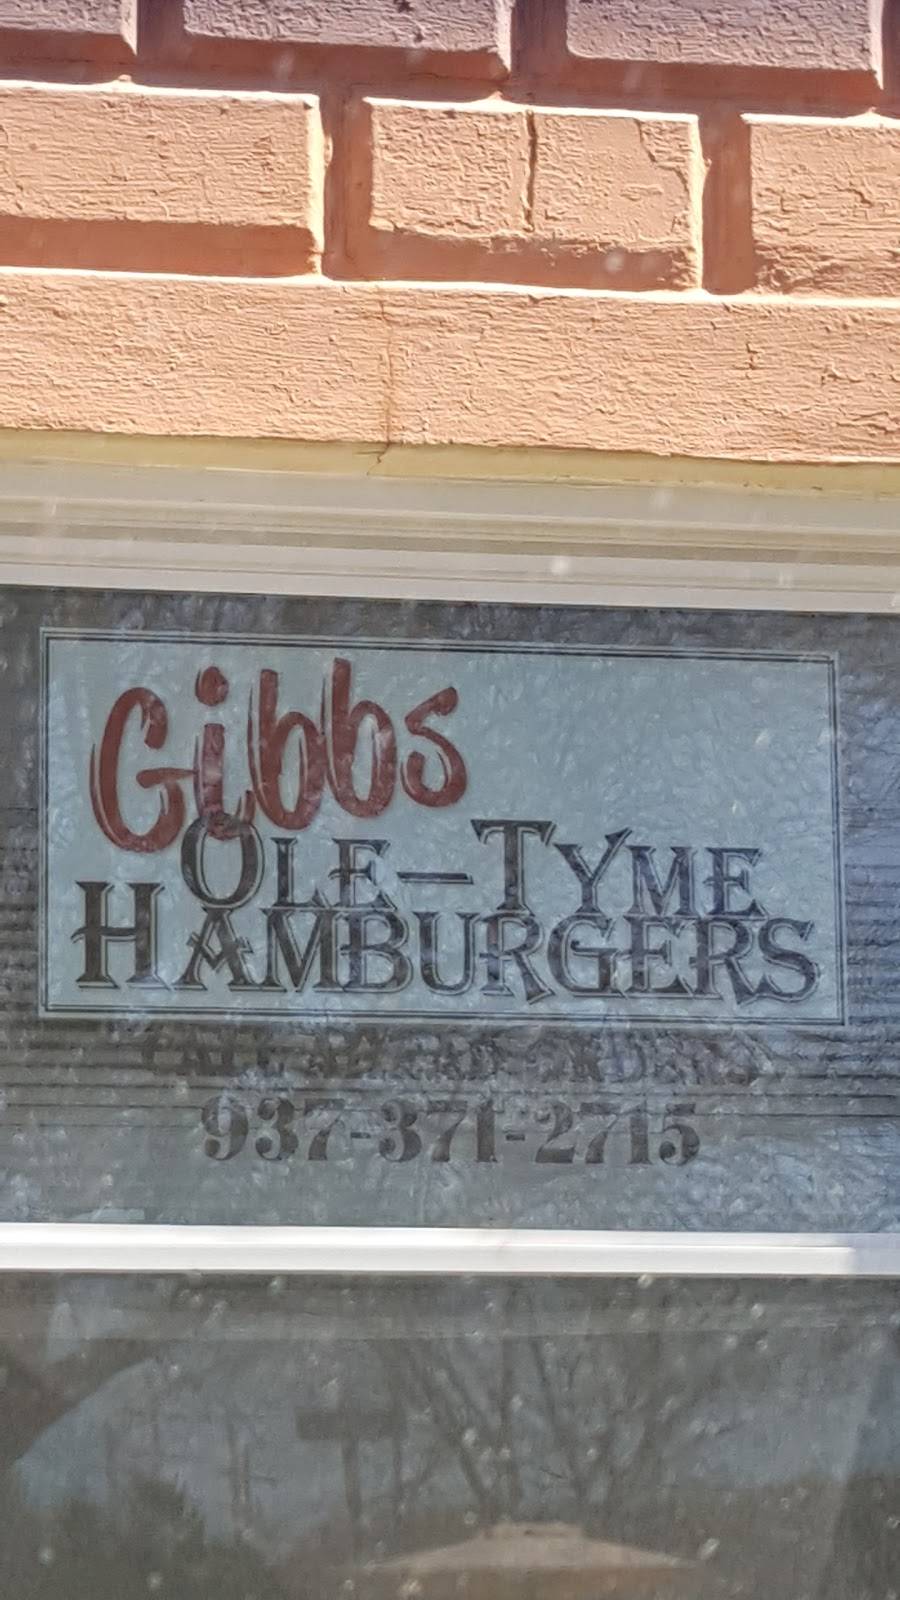 Gibbs
OLE-TYME
HAMBURGERS
937-371-2715